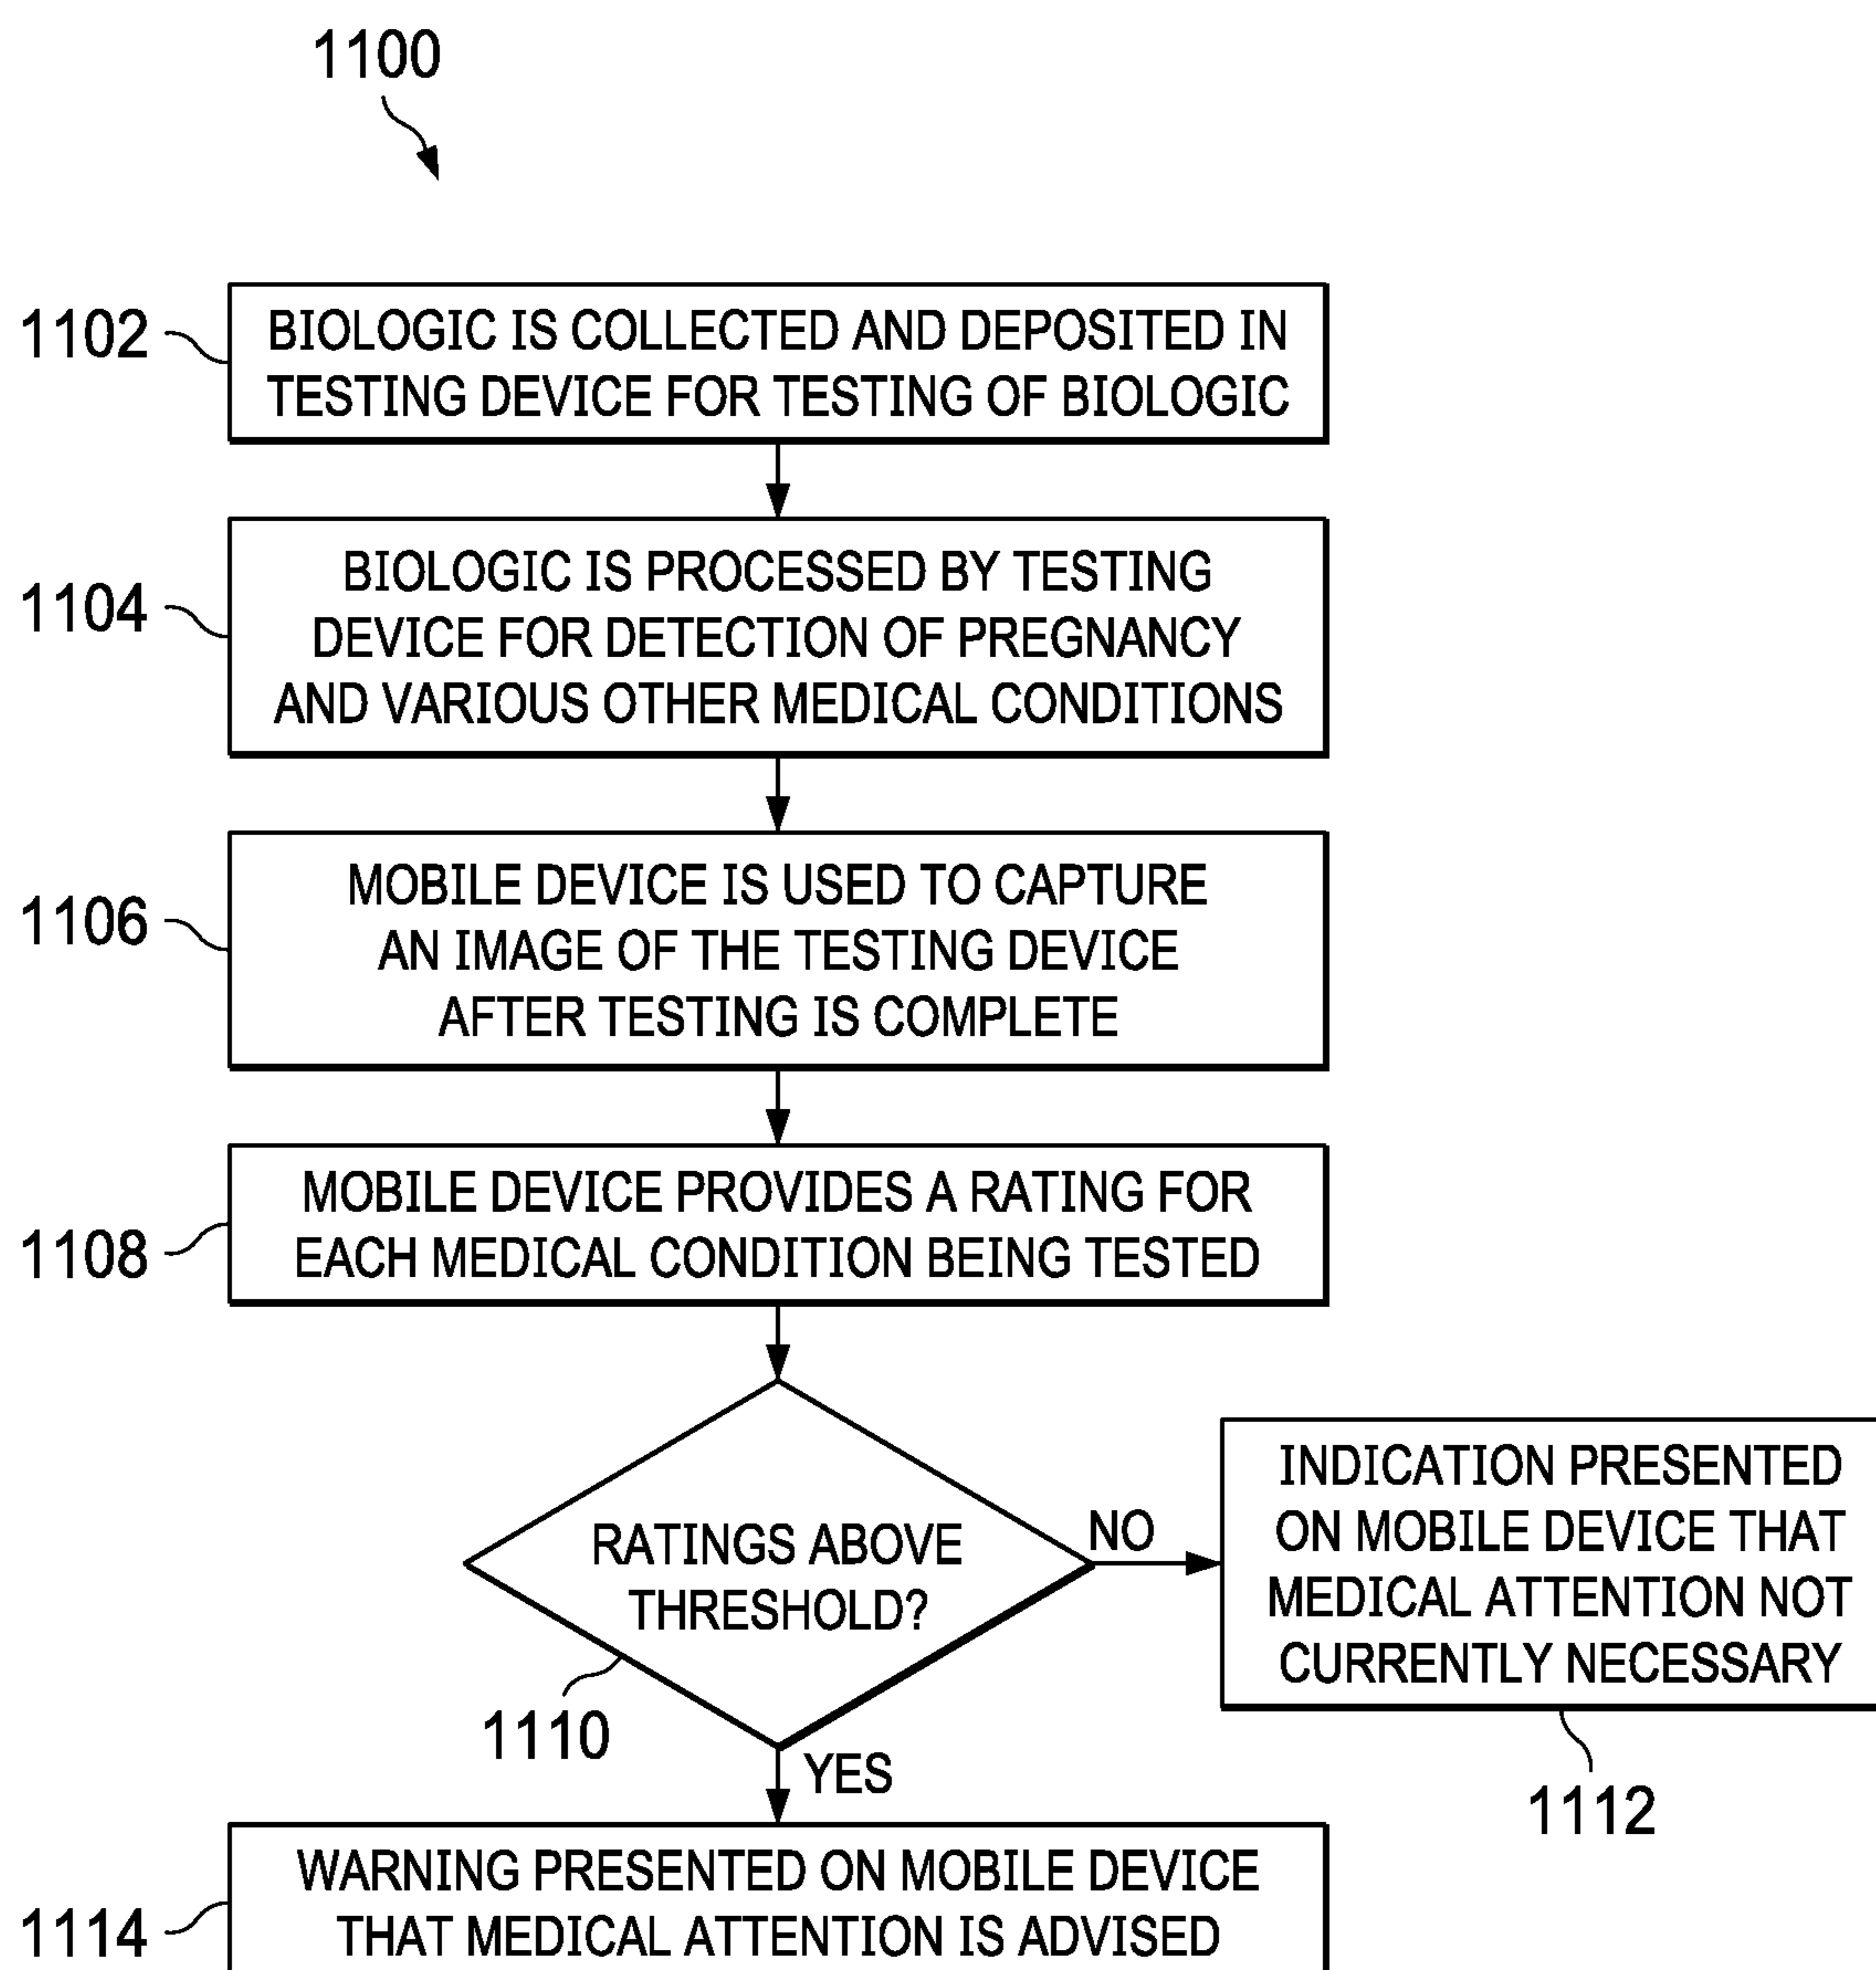 1100
1102
BIOLOGIC IS COLLECTED AND DEPOSITED IN
TESTING DEVICE FOR TESTING OF BIOLOGIC
1104
BIOLOGIC IS PROCESSED BY TESTING
DEVICE FOR DETECTION OF PREGNANCY
AND VARIOUS OTHER MEDICAL CONDITIONS
1106
MOBILE DEVICE IS USED TO CAPTURE
AN IMAGE OF THE TESTING DEVICE
AFTER TESTING IS COMPLETE
1108
MOBILE DEVICE PROVIDES A RATING FOR
EACH MEDICAL CONDITION BEING TESTED
RATINGS ABOVE
THRESHOLD?
1110
NO
INDICATION PRESENTED
ON MOBILE DEVICE THAT
MEDICAL ATTENTION NOT
CURRENTLY NECESSARY
1112
YES
1114
WARNING PRESENTED ON MOBILE DEVICE
THAT MEDICAL ATTENTION IS ADVISED